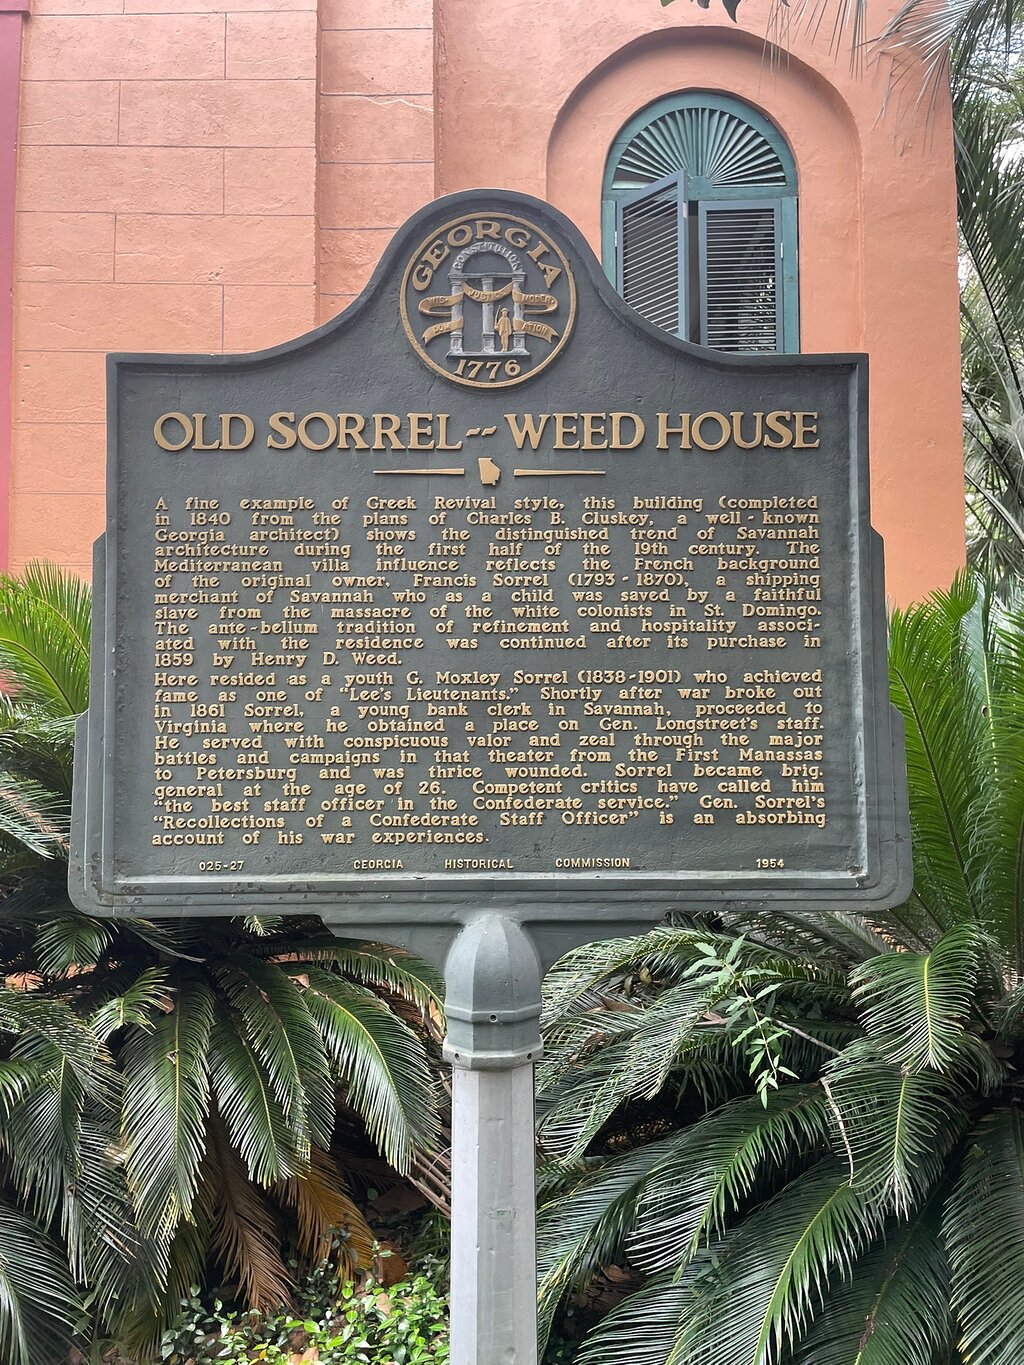 GEORGIA
CONSTITUTION
JUSTICE
WIS-
DOM
MODER
ATION
1776
OLD SORREL--WEED HOUSE
A fine example of Greek Revival style, this building (completed
in 1840 from the plans of Charles B. Cluskey, a well-known
Georgia architect) shows the distinguished trend of Savannah
architecture during the first half of the 19th century. The
Mediterranean villa influence reflects the French background
of the original owner, Francis Sorrel (1793-1870), a shipping
merchant of Savannah who as a child was saved by a faithful
slave from the massacre of the white colonists in St. Domingo.
The ante-bellum tradition of refinement and hospitality associ-
ated with the residence was continued after its purchase in
1859 by Henry D. Weed.
Here resided as a youth G. Moxley Sorrel (1838-1901) who achieved
fame as one of "Lee's Lieutenants." Shortly after war broke out
in 1861 Sorrel, a young bank clerk in Savannah, proceeded to
Virginia where he obtained a place on Gen. Longstreet's staff.
He served with conspicuous valor and zeal through the major
battles and campaigns in that theater from the First Manassas
to Petersburg and was thrice wounded. Sorrel became brig.
general at the age of 26. Competent critics have called him
"the best staff officer in the Confederate service." Gen. Sorrel's
"Recollections of a Confederate Staff Officer" is an absorbing
account of his war experiences.
025-27 GEORGIA HISTORICAL COMMISSION 1954